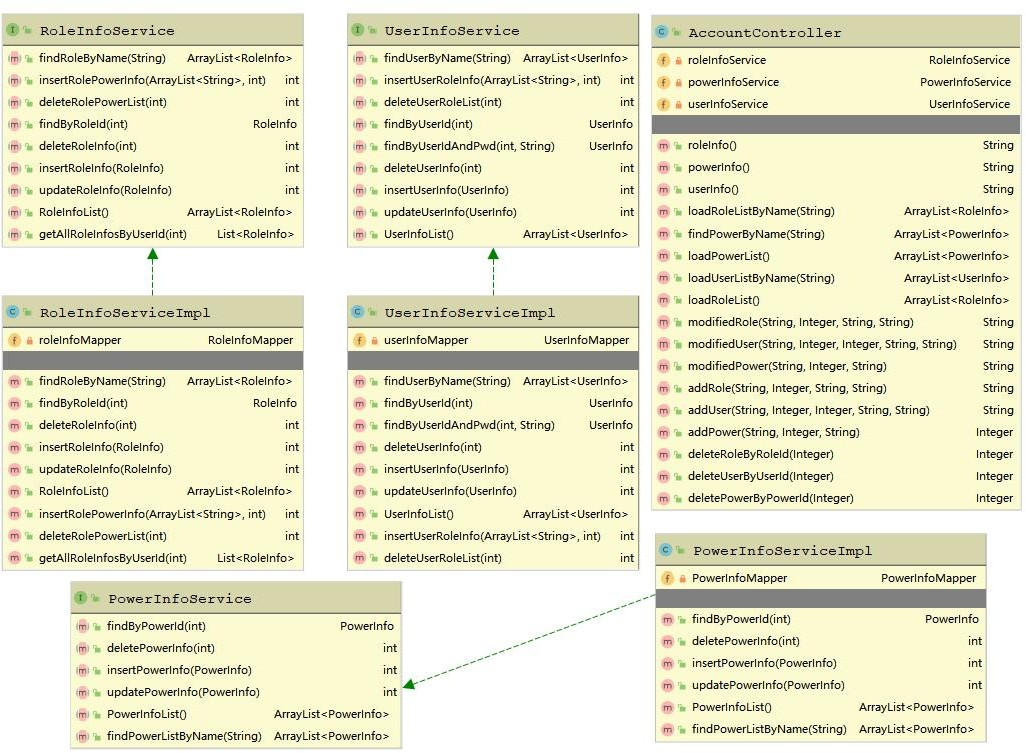 RoleInfoService
findRoleByName(String) ArrayList<RoleInfo>
insertRolePowerInfo(ArrayList<String>, int) int
deleteRolePowerList(int) int
findByRoleId(int) RoleInfo
deleteRoleInfo(int) int
insertRoleInfo(RoleInfo) int
updateRoleInfo(RoleInfo) int
RoleInfoList() ArrayList<RoleInfo>
getAllRoleInfosByUserId(int) List<RoleInfo>
UserInfoService
findUserByName(String) ArrayList<UserInfo>
insertUserRoleInfo(ArrayList<String>, int) int
deleteUserRoleList(int) int
findByUserId(int) UserInfo
findByUserIdAndPwd(int, String) UserInfo
deleteUserInfo(int) int
insertUserInfo(UserInfo) int
updateUserInfo(UserInfo) int
UserInfoList() ArrayList<UserInfo>
AccountController
roleInfoService RoleInfoService
powerInfoService PowerInfoService
userInfoService UserInfoService
roleInfo() String
powerInfo() String
userInfo() String
loadRoleListByName(String) ArrayList<RoleInfo>
findPowerByName(String) ArrayList<PowerInfo>
loadPowerList() ArrayList<PowerInfo>
loadUserListByName(String) ArrayList<UserInfo>
loadRoleList() ArrayList<RoleInfo>
modifiedRole(String, Integer, String, String) String
modifiedUser(String, Integer, Integer, String, String) String
modifiedPower(String, Integer, String) String
addRole(String, Integer, String, String) String
addUser(String, Integer, Integer, String, String) String
addPower(String, Integer, String) Integer
deleteRoleByRoleId(Integer) Integer
deleteUserByUserId(Integer) Integer
deletePowerByPowerId(Integer) Integer
RoleInfoServiceImpl
roleInfoMapper RoleInfoMapper
findRoleByName(String) ArrayList<RoleInfo>
findByRoleId(int) RoleInfo
deleteRoleInfo(int) int
insertRoleInfo(RoleInfo) int
updateRoleInfo(RoleInfo) int
RoleInfoList() ArrayList<RoleInfo>
insertRolePowerInfo(ArrayList<String>, int) int
deleteRolePowerList(int) int
getAllRoleInfosByUserId(int) List<RoleInfo>
UserInfoServiceImpl
userInfoMapper UserInfoMapper
findUserByName(String) ArrayList<UserInfo>
findByUserId(int) UserInfo
findByUserIdAndPwd(int, String) UserInfo
deleteUserInfo(int) int
insertUserInfo(UserInfo) int
updateUserInfo(UserInfo) int
UserInfoList() ArrayList<UserInfo>
insertUserRoleInfo(ArrayList<String>, int) int
deleteUserRoleList(int) int
PowerInfoService
findByPowerId(int) PowerInfo
deletePowerInfo(int) int
insertPowerInfo(PowerInfo) int
updatePowerInfo(PowerInfo) int
PowerInfoList() ArrayList<PowerInfo>
findPowerListByName(String) ArrayList<PowerInfo>
PowerInfoServiceImpl
PowerInfoMapper PowerInfoMapper
findByPowerId(int) PowerInfo
deletePowerInfo(int) int
insertPowerInfo(PowerInfo) int
updatePowerInfo(PowerInfo) int
PowerInfoList() ArrayList<PowerInfo>
findPowerListByName(String) ArrayList<PowerInfo>